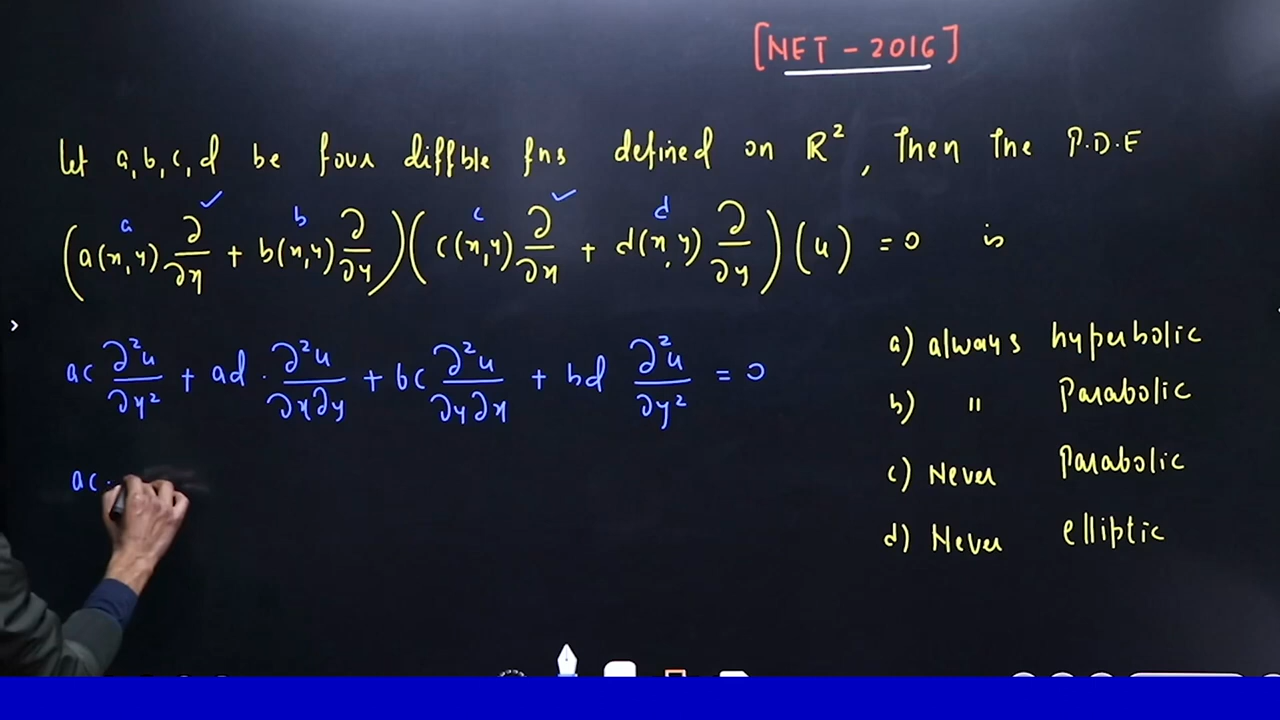 [NET - 2016]
Let a, b, c, d be four diffble fns defined on R², Then the P.D.E
a b c d
(a(x,y) ∂/∂x + b(x,y) ∂/∂y)(c(x,y) ∂/∂x + d(x,y) ∂/∂y)(u) = 0 is
ac ∂²u/∂x² + ad · ∂²u/∂x∂y + bc ∂²u/∂y∂x + bd ∂²u/∂y² = 0
a) always hyperbolic
b) " Parabolic
c) Never Parabolic
d) Never elliptic
ac